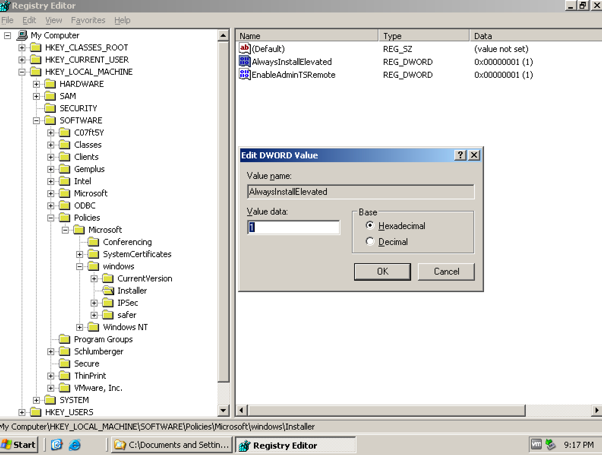 Registry Editor
File Edit View Favorites Help
My Computer
HKEY_CLASSES_ROOT
HKEY_CURRENT_USER
HKEY_LOCAL_MACHINE
HARDWARE
SAM
SECURITY
SOFTWARE
C07ft5Y
Classes
Clients
Gemplus
Intel
Microsoft
ODBC
Policies
Microsoft
Conferencing
SystemCertificates
windows
CurrentVersion
Installer
IPSec
safer
Windows NT
Program Groups
Schlumberger
Secure
ThinPrint
VMware, Inc.
SYSTEM
HKEY_USERS
Name Type Data
(Default) REG_SZ (value not set)
AlwaysInstallElevated REG_DWORD 0x00000001 (1)
EnableAdminTSRemote REG_DWORD 0x00000001 (1)
Edit DWORD Value
Value name:
AlwaysInstallElevated
Value data:
1
Base
Hexadecimal
Decimal
OK Cancel
My Computer\HKEY_LOCAL_MACHINE\SOFTWARE\Policies\Microsoft\windows\Installer
Start C:\Documents and Settin... Registry Editor 9:17 PM